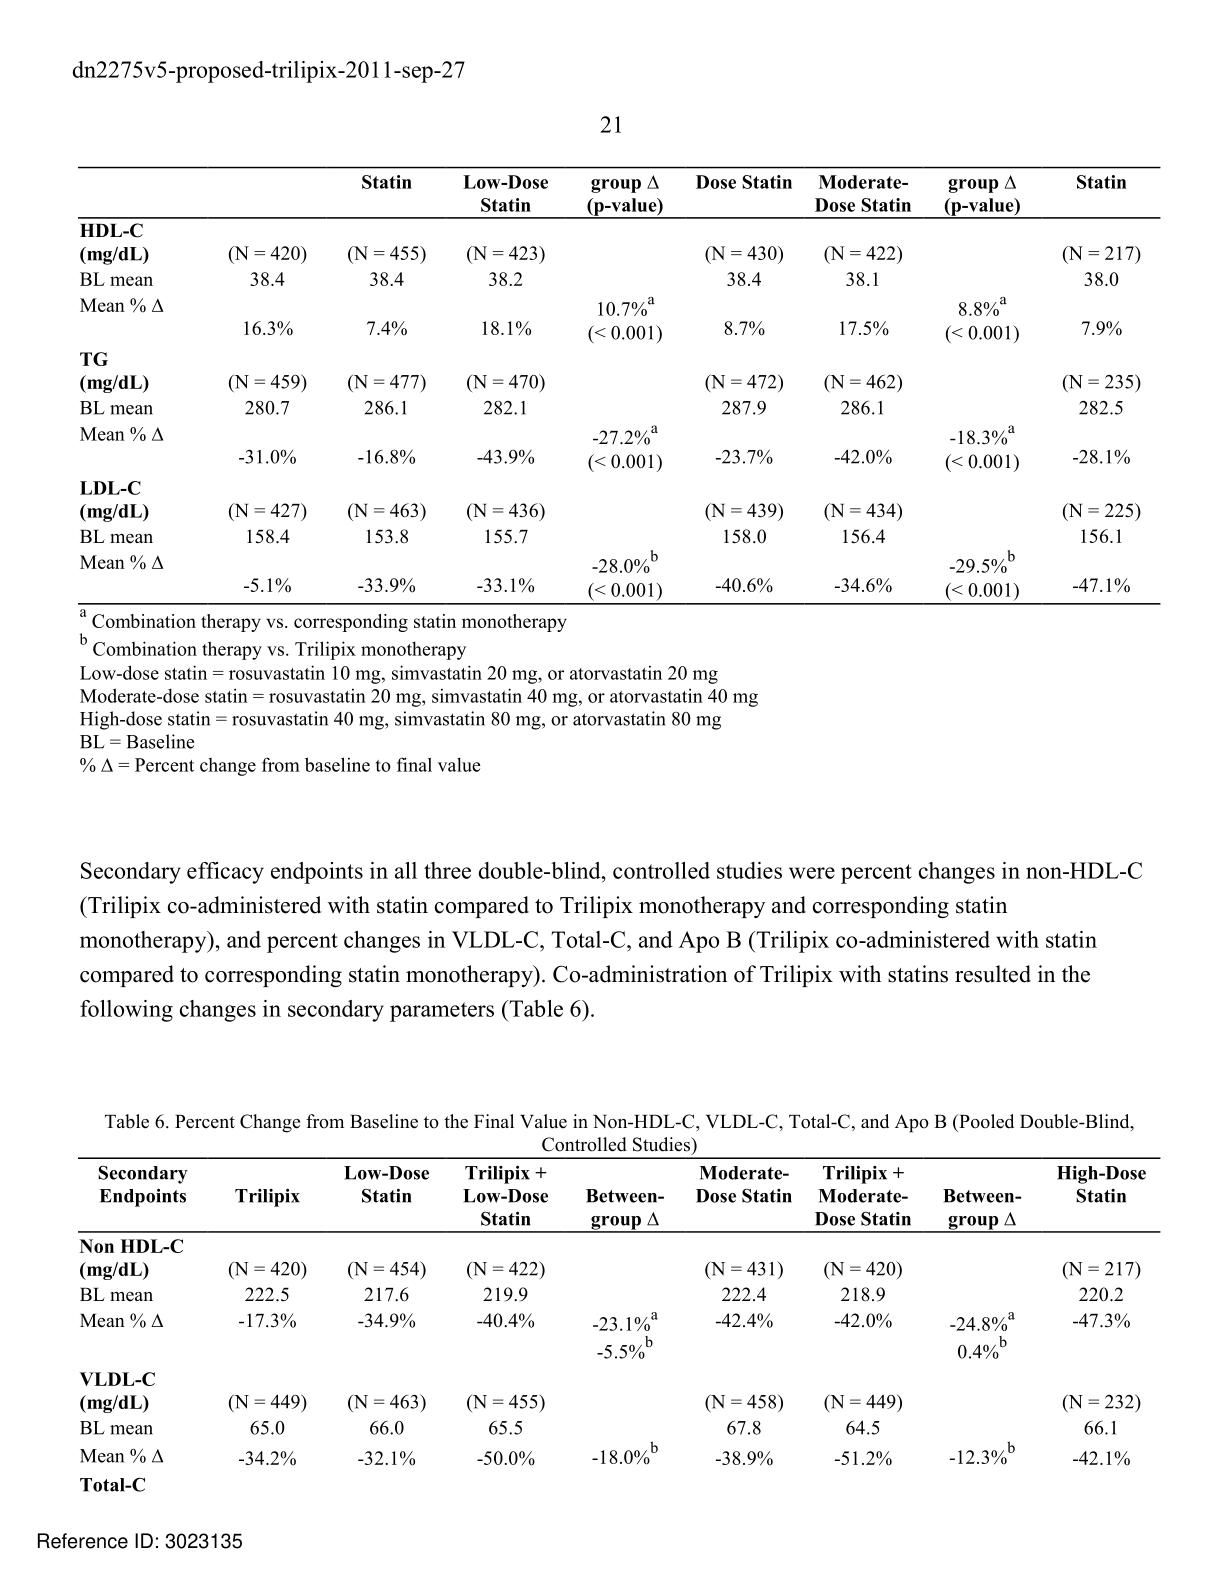 dn2275v5-proposed-trilipix-2011-sep-27
21
Statin Low-Dose group Δ Dose Statin Moderate- group Δ Statin
Statin (p-value) Dose Statin (p-value)
HDL-C
(mg/dL) (N = 420) (N = 455) (N = 423) (N = 430) (N = 422) (N = 217)
BL mean 38.4 38.4 38.2 38.4 38.1 38.0
Mean % Δ 10.7%a 8.8%a
16.3% 7.4% 18.1% (< 0.001) 8.7% 17.5% (< 0.001) 7.9%
TG
(mg/dL) (N = 459) (N = 477) (N = 470) (N = 472) (N = 462) (N = 235)
BL mean 280.7 286.1 282.1 287.9 286.1 282.5
Mean % Δ -27.2%a -18.3%a
-31.0% -16.8% -43.9% (< 0.001) -23.7% -42.0% (< 0.001) -28.1%
LDL-C
(mg/dL) (N = 427) (N = 463) (N = 436) (N = 439) (N = 434) (N = 225)
BL mean 158.4 153.8 155.7 158.0 156.4 156.1
Mean % Δ -28.0%b -29.5%b
-5.1% -33.9% -33.1% (< 0.001) -40.6% -34.6% (< 0.001) -47.1%
a Combination therapy vs. corresponding statin monotherapy
b Combination therapy vs. Trilipix monotherapy
Low-dose statin = rosuvastatin 10 mg, simvastatin 20 mg, or atorvastatin 20 mg
Moderate-dose statin = rosuvastatin 20 mg, simvastatin 40 mg, or atorvastatin 40 mg
High-dose statin = rosuvastatin 40 mg, simvastatin 80 mg, or atorvastatin 80 mg
BL = Baseline
% Δ = Percent change from baseline to final value
Secondary efficacy endpoints in all three double-blind, controlled studies were percent changes in non-HDL-C
(Trilipix co-administered with statin compared to Trilipix monotherapy and corresponding statin
monotherapy), and percent changes in VLDL-C, Total-C, and Apo B (Trilipix co-administered with statin
compared to corresponding statin monotherapy). Co-administration of Trilipix with statins resulted in the
following changes in secondary parameters (Table 6).
Table 6. Percent Change from Baseline to the Final Value in Non-HDL-C, VLDL-C, Total-C, and Apo B (Pooled Double-Blind,
Controlled Studies)
Secondary Low-Dose Trilipix + Moderate- Trilipix + High-Dose
Endpoints Trilipix Statin Low-Dose Between- Dose Statin Moderate- Between- Statin
Statin group Δ Dose Statin group Δ
Non HDL-C
(mg/dL) (N = 420) (N = 454) (N = 422) (N = 431) (N = 420) (N = 217)
BL mean 222.5 217.6 219.9 222.4 218.9 220.2
Mean % Δ -17.3% -34.9% -40.4% -23.1%a -42.4% -42.0% -24.8%a -47.3%
-5.5%b 0.4%b
VLDL-C
(mg/dL) (N = 449) (N = 463) (N = 455) (N = 458) (N = 449) (N = 232)
BL mean 65.0 66.0 65.5 67.8 64.5 66.1
Mean % Δ -34.2% -32.1% -50.0% -18.0%b -38.9% -51.2% -12.3%b -42.1%
Total-C
Reference ID: 3023135